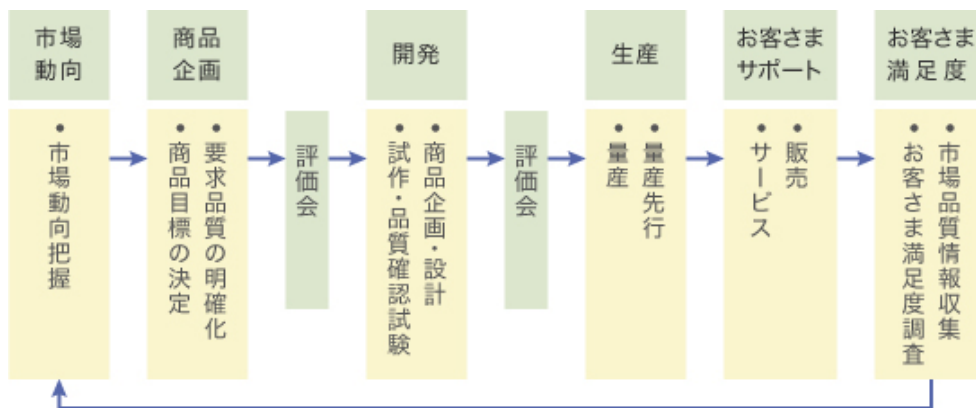 市場
動向
商品
企画
開発
生産
お客さま
サポート
お客さま
満足度
• 市場動向把握
• 要求品質の明確化
• 商品目標の決定
評価会
• 商品企画・設計
• 試作・品質確認試験
評価会
• 量産先行
• 量産
• 販売
• サービス
• 市場品質情報収集
• お客さま満足度調査